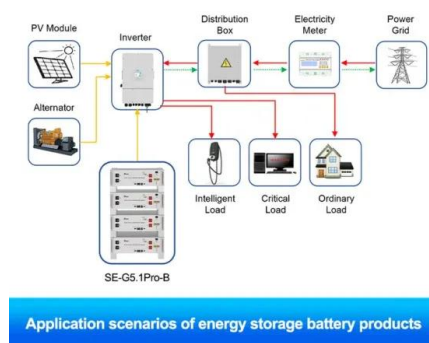 PV Module
Inverter
Distribution
Box
Electricity
Meter
Power
Grid
Alternator
Intelligent
Load
Critical
Load
Ordinary
Load
SE-G5.1Pro-B
Application scenarios of energy storage battery products